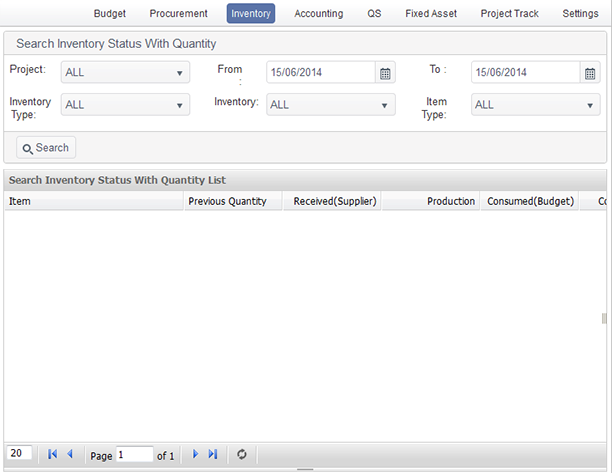 Budget Procurement Inventory Accounting QS Fixed Asset Project Track Settings
Search Inventory Status With Quantity
Project: ALL From : 15/06/2014 To : 15/06/2014
Inventory Type: ALL Inventory: ALL Item Type: ALL
Search
Search Inventory Status With Quantity List
Item Previous Quantity Received(Supplier) Production Consumed(Budget) Co
20 Page 1 of 1